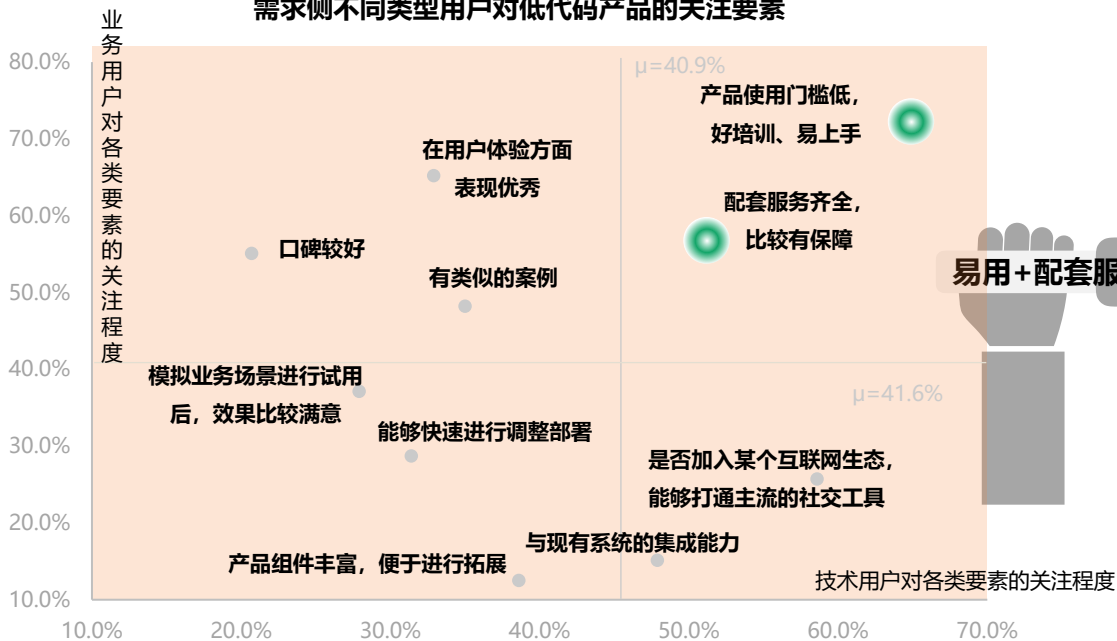 需求侧不同类型用户对低代码产品的关注要素
业务用户对各类要素的关注程度
80.0%
70.0%
60.0%
50.0%
40.0%
30.0%
20.0%
10.0%
μ=40.9%
产品使用门槛低，
好培训、易上手
在用户体验方面
表现优秀
配套服务齐全，
比较有保障
口碑较好
有类似的案例
易用+配套服
模拟业务场景进行试用
后，效果比较满意
μ=41.6%
能够快速进行调整部署
是否加入某个互联网生态，
能够打通主流的社交工具
与现有系统的集成能力
产品组件丰富，便于进行拓展
技术用户对各类要素的关注程度
10.0%
20.0%
30.0%
40.0%
50.0%
60.0%
70.0%